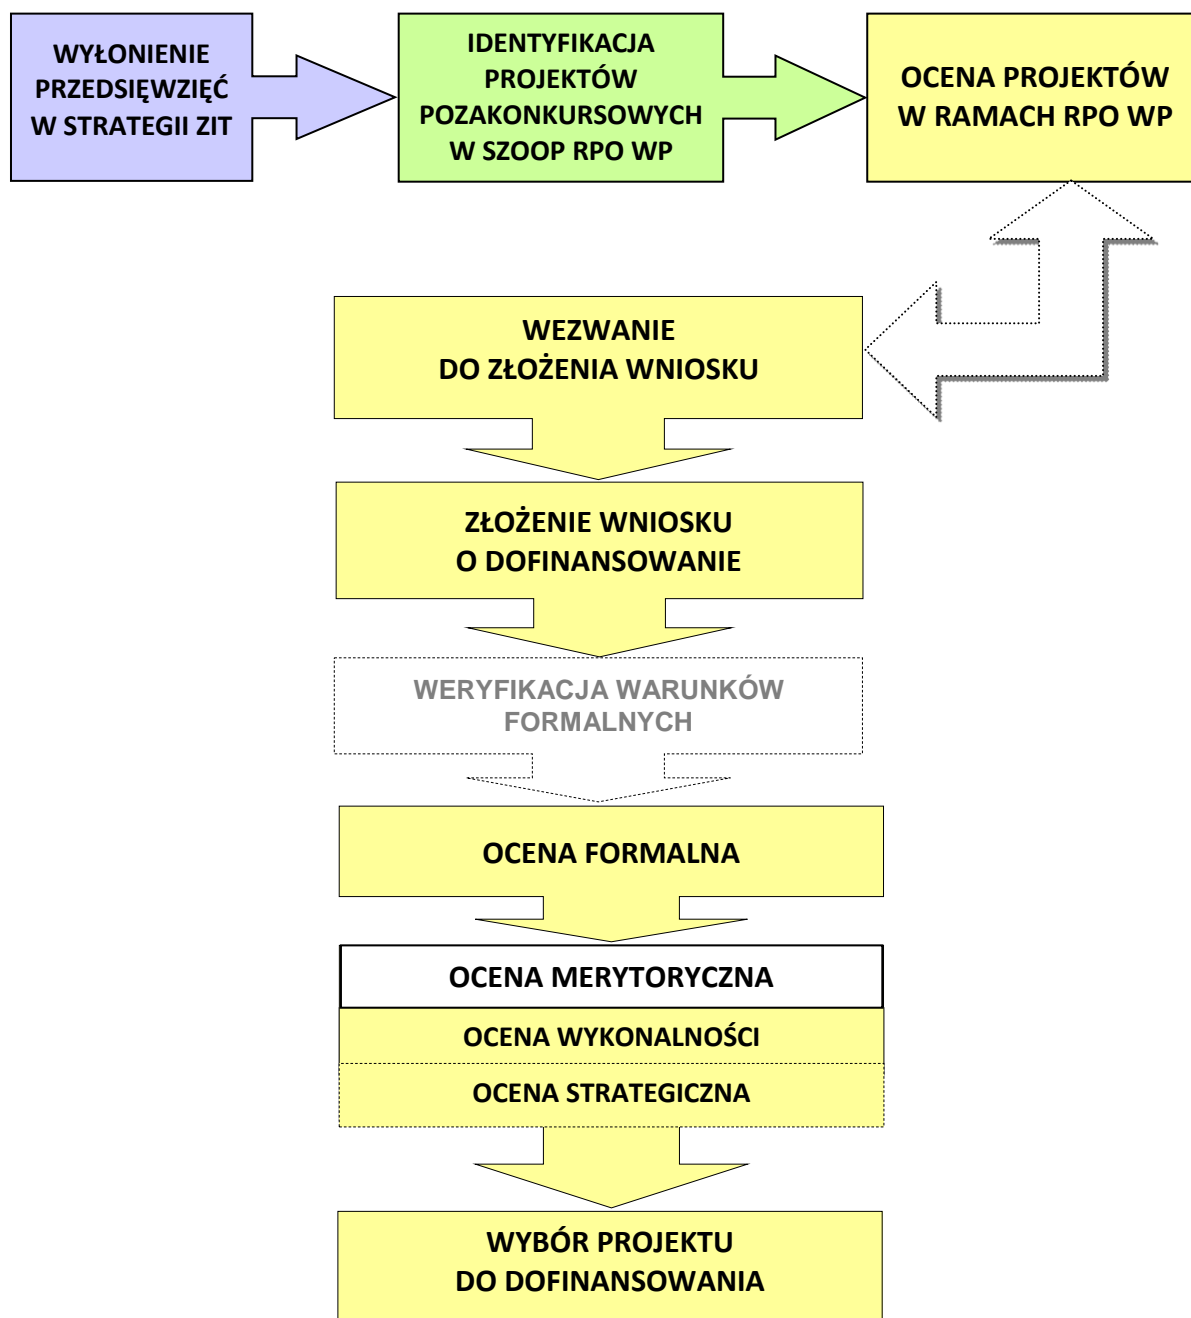 WYŁONIENIE
PRZEDSIĘWZIĘĆ
W STRATEGII ZIT
IDENTYFIKACJA
PROJEKTÓW
POZAKONKURSOWYCH
W SZOOP RPO WP
OCENA PROJEKTÓW
W RAMACH RPO WP
WEZWANIE
DO ZŁOŻENIA WNIOSKU
ZŁOŻENIE WNIOSKU
O DOFINANSOWANIE
WERYFIKACJA WARUNKÓW
FORMALNYCH
OCENA FORMALNA
OCENA MERYTORYCZNA
OCENA WYKONALNOŚCI
OCENA STRATEGICZNA
WYBÓR PROJEKTU
DO DOFINANSOWANIA